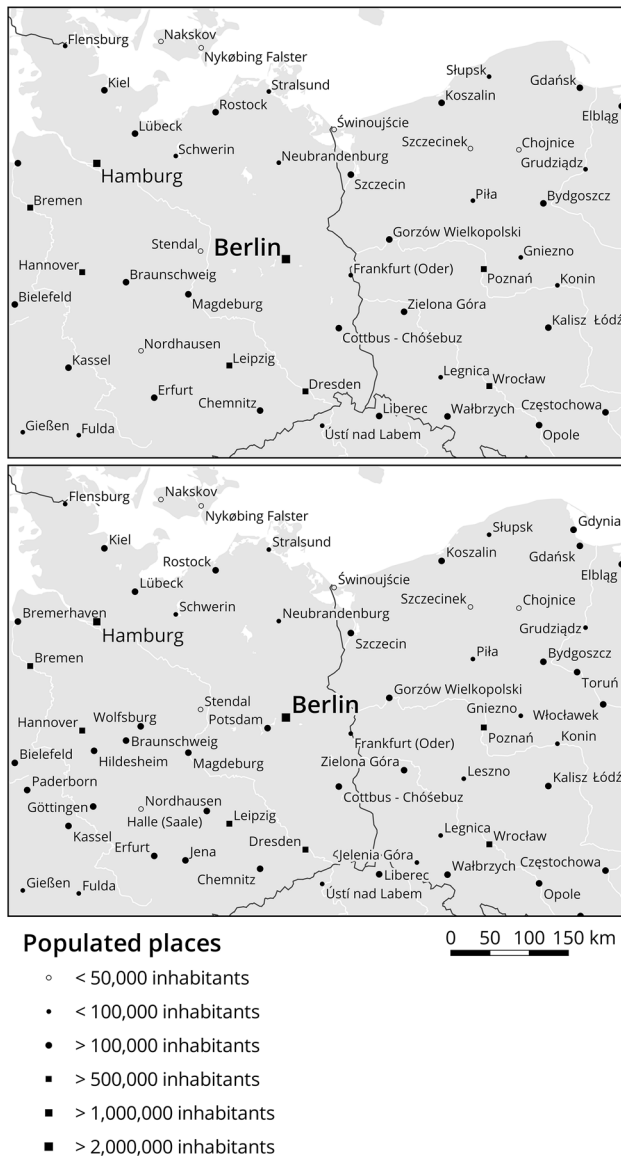 Flensburg
Nakskov
Nykøbing Falster
Kiel
Stralsund
Rostock
Słupsk
Gdańsk
Koszalin
Elbląg
Lübeck
Świnoujście
Schwerin
Neubrandenburg
Szczecinek
Chojnice
Grudziądz
Hamburg
Szczecin
Bremen
Piła
Bydgoszcz
Stendal
Berlin
Gorzów Wielkopolski
Gniezno
Hannover
Braunschweig
Frankfurt (Oder)
Poznań
Konin
Bielefeld
Magdeburg
Zielona Góra
Kalisz
Łódź
Cottbus - Chóśebuz
Nordhausen
Kassel
Leipzig
Legnica
Wrocław
Erfurt
Dresden
Chemnitz
Liberec
Wałbrzych
Częstochowa
Gießen
Fulda
Ústí nad Labem
Opole
Flensburg
Nakskov
Nykøbing Falster
Gdynia
Słupsk
Kiel
Stralsund
Koszalin
Gdańsk
Rostock
Elbląg
Lübeck
Świnoujście
Bremerhaven
Schwerin
Neubrandenburg
Szczecinek
Chojnice
Hamburg
Szczecin
Grudziądz
Bremen
Piła
Bydgoszcz
Toruń
Stendal
Berlin
Gorzów Wielkopolski
Gniezno
Włocławek
Hannover
Wolfsburg
Potsdam
Braunschweig
Frankfurt (Oder)
Poznań
Konin
Bielefeld
Hildesheim
Magdeburg
Zielona Góra
Leszno
Kalisz
Łódź
Paderborn
Cottbus - Chóśebuz
Göttingen
Nordhausen
Halle (Saale)
Leipzig
Kassel
Legnica
Wrocław
Erfurt
Jena
Dresden
Jelenia Góra
Liberec
Wałbrzych
Częstochowa
Gießen
Fulda
Chemnitz
Ústí nad Labem
Opole
Populated places
0 50 100 150 km
< 50,000 inhabitants
< 100,000 inhabitants
> 100,000 inhabitants
> 500,000 inhabitants
> 1,000,000 inhabitants
> 2,000,000 inhabitants